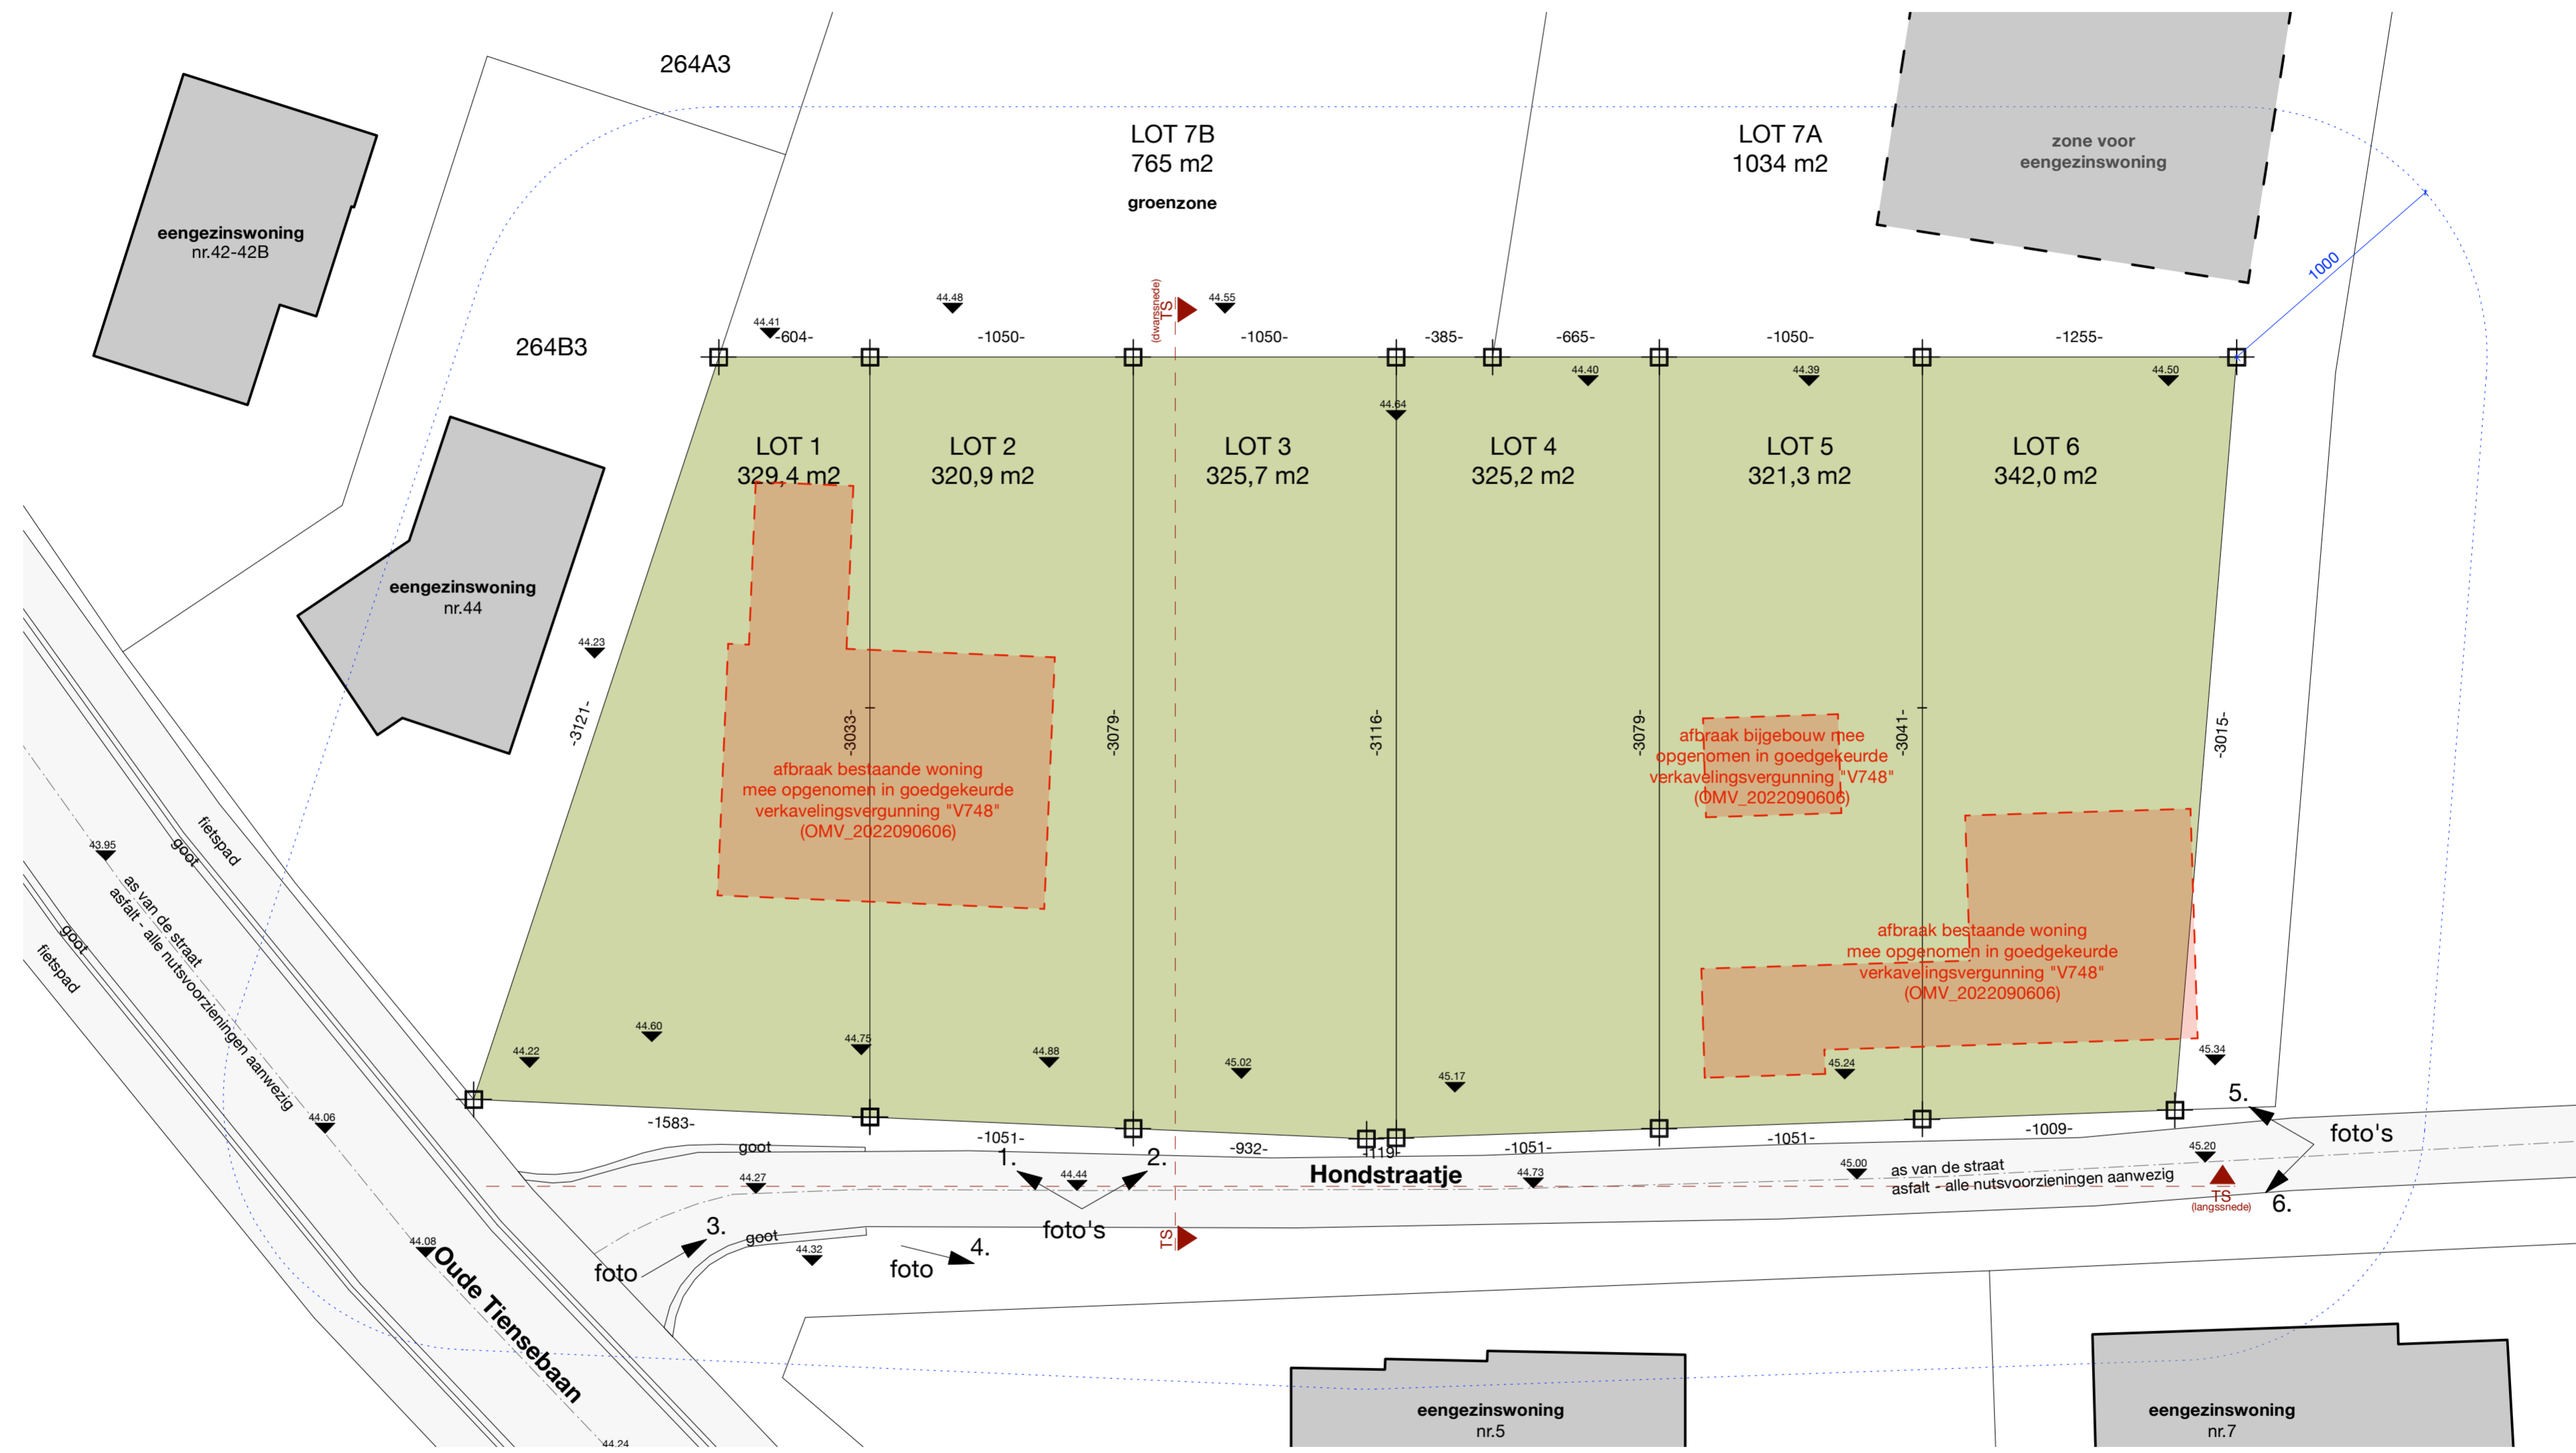 264A3
LOT 7B
765 m2
groenzone
LOT 7A
1034 m2
zone voor
eengezinswoning
eengezinswoning
nr.42-42B
1000
264B3
eengezinswoning
nr.44
44.41
44.48
TS
(dwarssnede)
44.55
-604-
-1050-
-1050-
-385-
-665-
-1050-
-1255-
44.64
44.40
44.39
44.50
LOT 1
329,4 m2
LOT 2
320,9 m2
LOT 3
325,7 m2
LOT 4
325,2 m2
LOT 5
321,3 m2
LOT 6
342,0 m2
44.23
-3121-
-3033-
-3079-
-3116-
-3079-
-3041-
-3015-
afbraak bestaande woning
mee opgenomen in goedgekeurde
verkavelingsvergunning "V748"
(OMV_2022090606)
afbraak bijgebouw mee
opgenomen in goedgekeurde
verkavelingsvergunning "V748"
(OMV_2022090606)
afbraak bestaande woning
mee opgenomen in goedgekeurde
verkavelingsvergunning "V748"
(OMV_2022090606)
fietspad
goot
43.95
as van de straat
asfalt - alle nutsvoorzieningen aanwezig
goot
fietspad
44.22
44.60
44.75
44.88
45.02
45.17
45.24
45.34
-1583-
-1051-
-932-
-119-
-1051-
-1051-
-1009-
44.06
44.08
44.24
Oude Tiensebaan
goot
44.27
1.
2.
44.44
foto's
Hondstraatje
44.73
45.00
as van de straat
asfalt - alle nutsvoorzieningen aanwezig
45.20
TS
(langssnede)
5.
foto's
6.
3.
foto
goot
44.32
foto
4.
TS
eengezinswoning
nr.5
eengezinswoning
nr.7